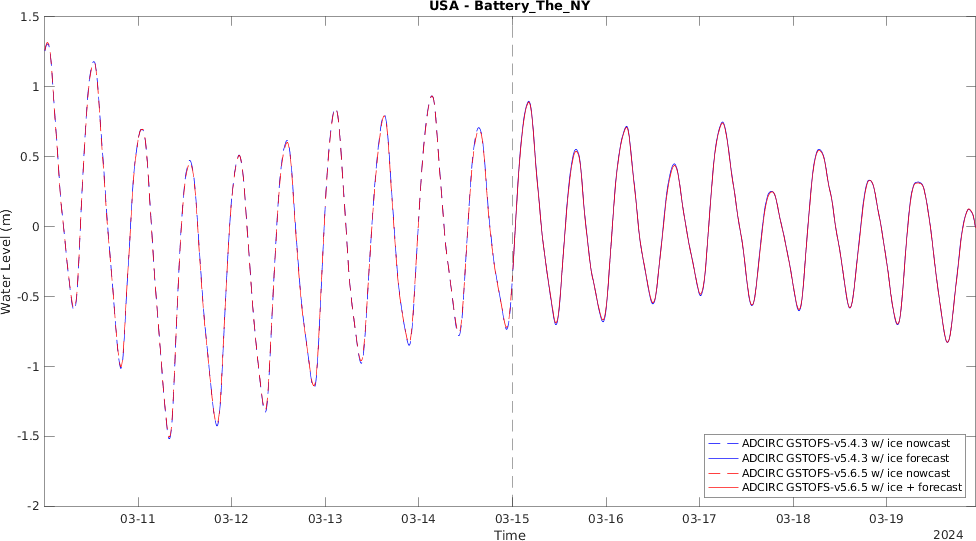 USA - Battery_The_NY
1.5
1
0.5
0
-0.5
-1
-1.5
-2
Water Level (m)
03-11 03-12 03-13 03-14 03-15 03-16 03-17 03-18 03-19
Time
2024
ADCIRC GSTOFS-v5.4.3 w/ ice nowcast
ADCIRC GSTOFS-v5.4.3 w/ ice forecast
ADCIRC GSTOFS-v5.6.5 w/ ice nowcast
ADCIRC GSTOFS-v5.6.5 w/ ice + forecast